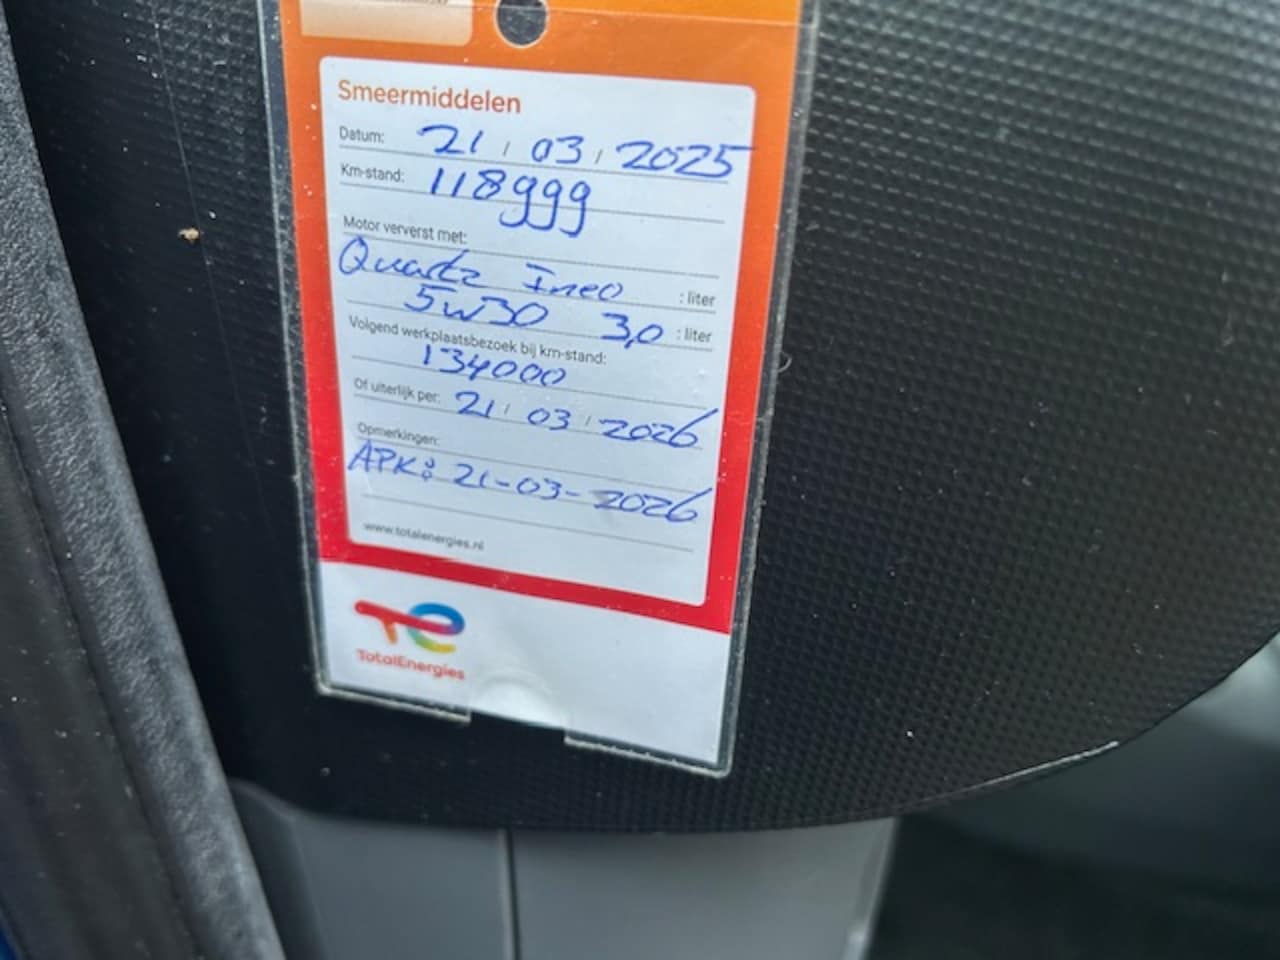 Smeermiddelen
Datum: 21 / 03 / 2025
Km-stand: 118999
Motor ververst met:
Quartz Ineo : liter
5w30 3,0 : liter
Volgend werkplaatsbezoek bij km-stand:
134000
Of uiterlijk per: 21 / 03 / 2026
Opmerkingen:
APK: 21-03-2026
www.totalenergies.nl
TotalEnergies